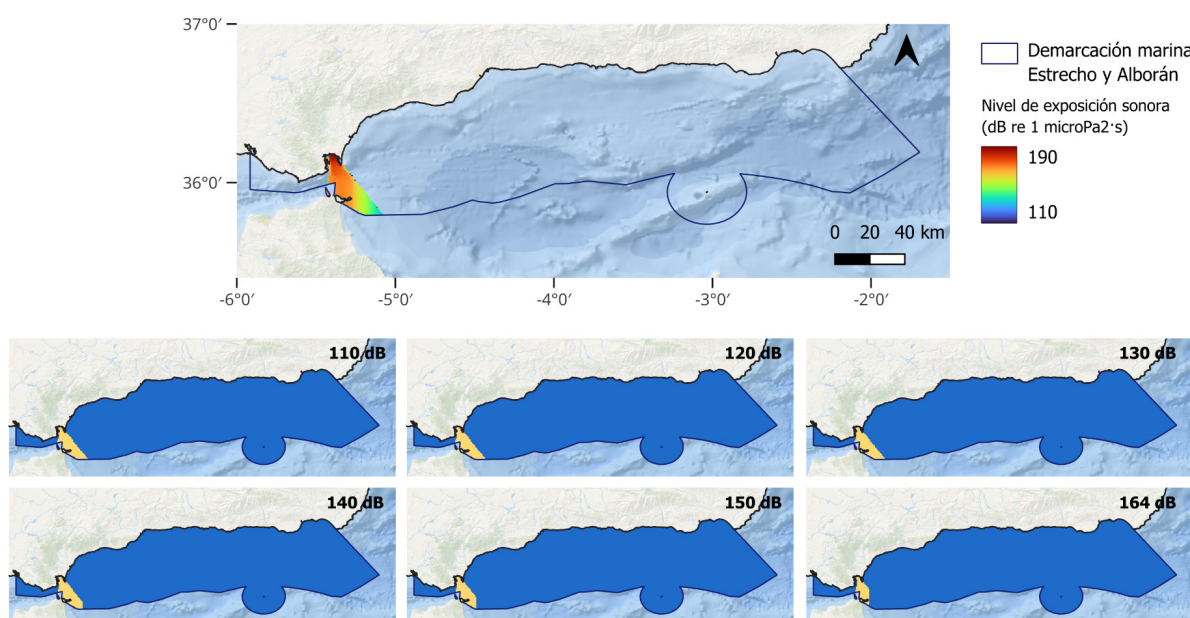 37°0′
36°0′
-6°0′
-5°0′
-4°0′
-3°0′
-2°0′
0 20 40 km
Demarcación marina
Estrecho y Alborán
Nivel de exposición sonora
(dB re 1 microPa2·s)
190
110
110 dB
120 dB
130 dB
140 dB
150 dB
164 dB